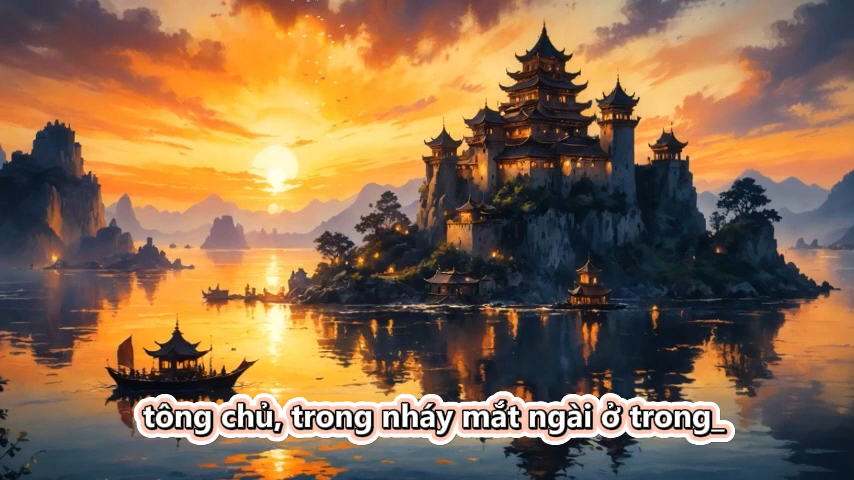 tông chủ, trong nháy mắt ngài ở trong_